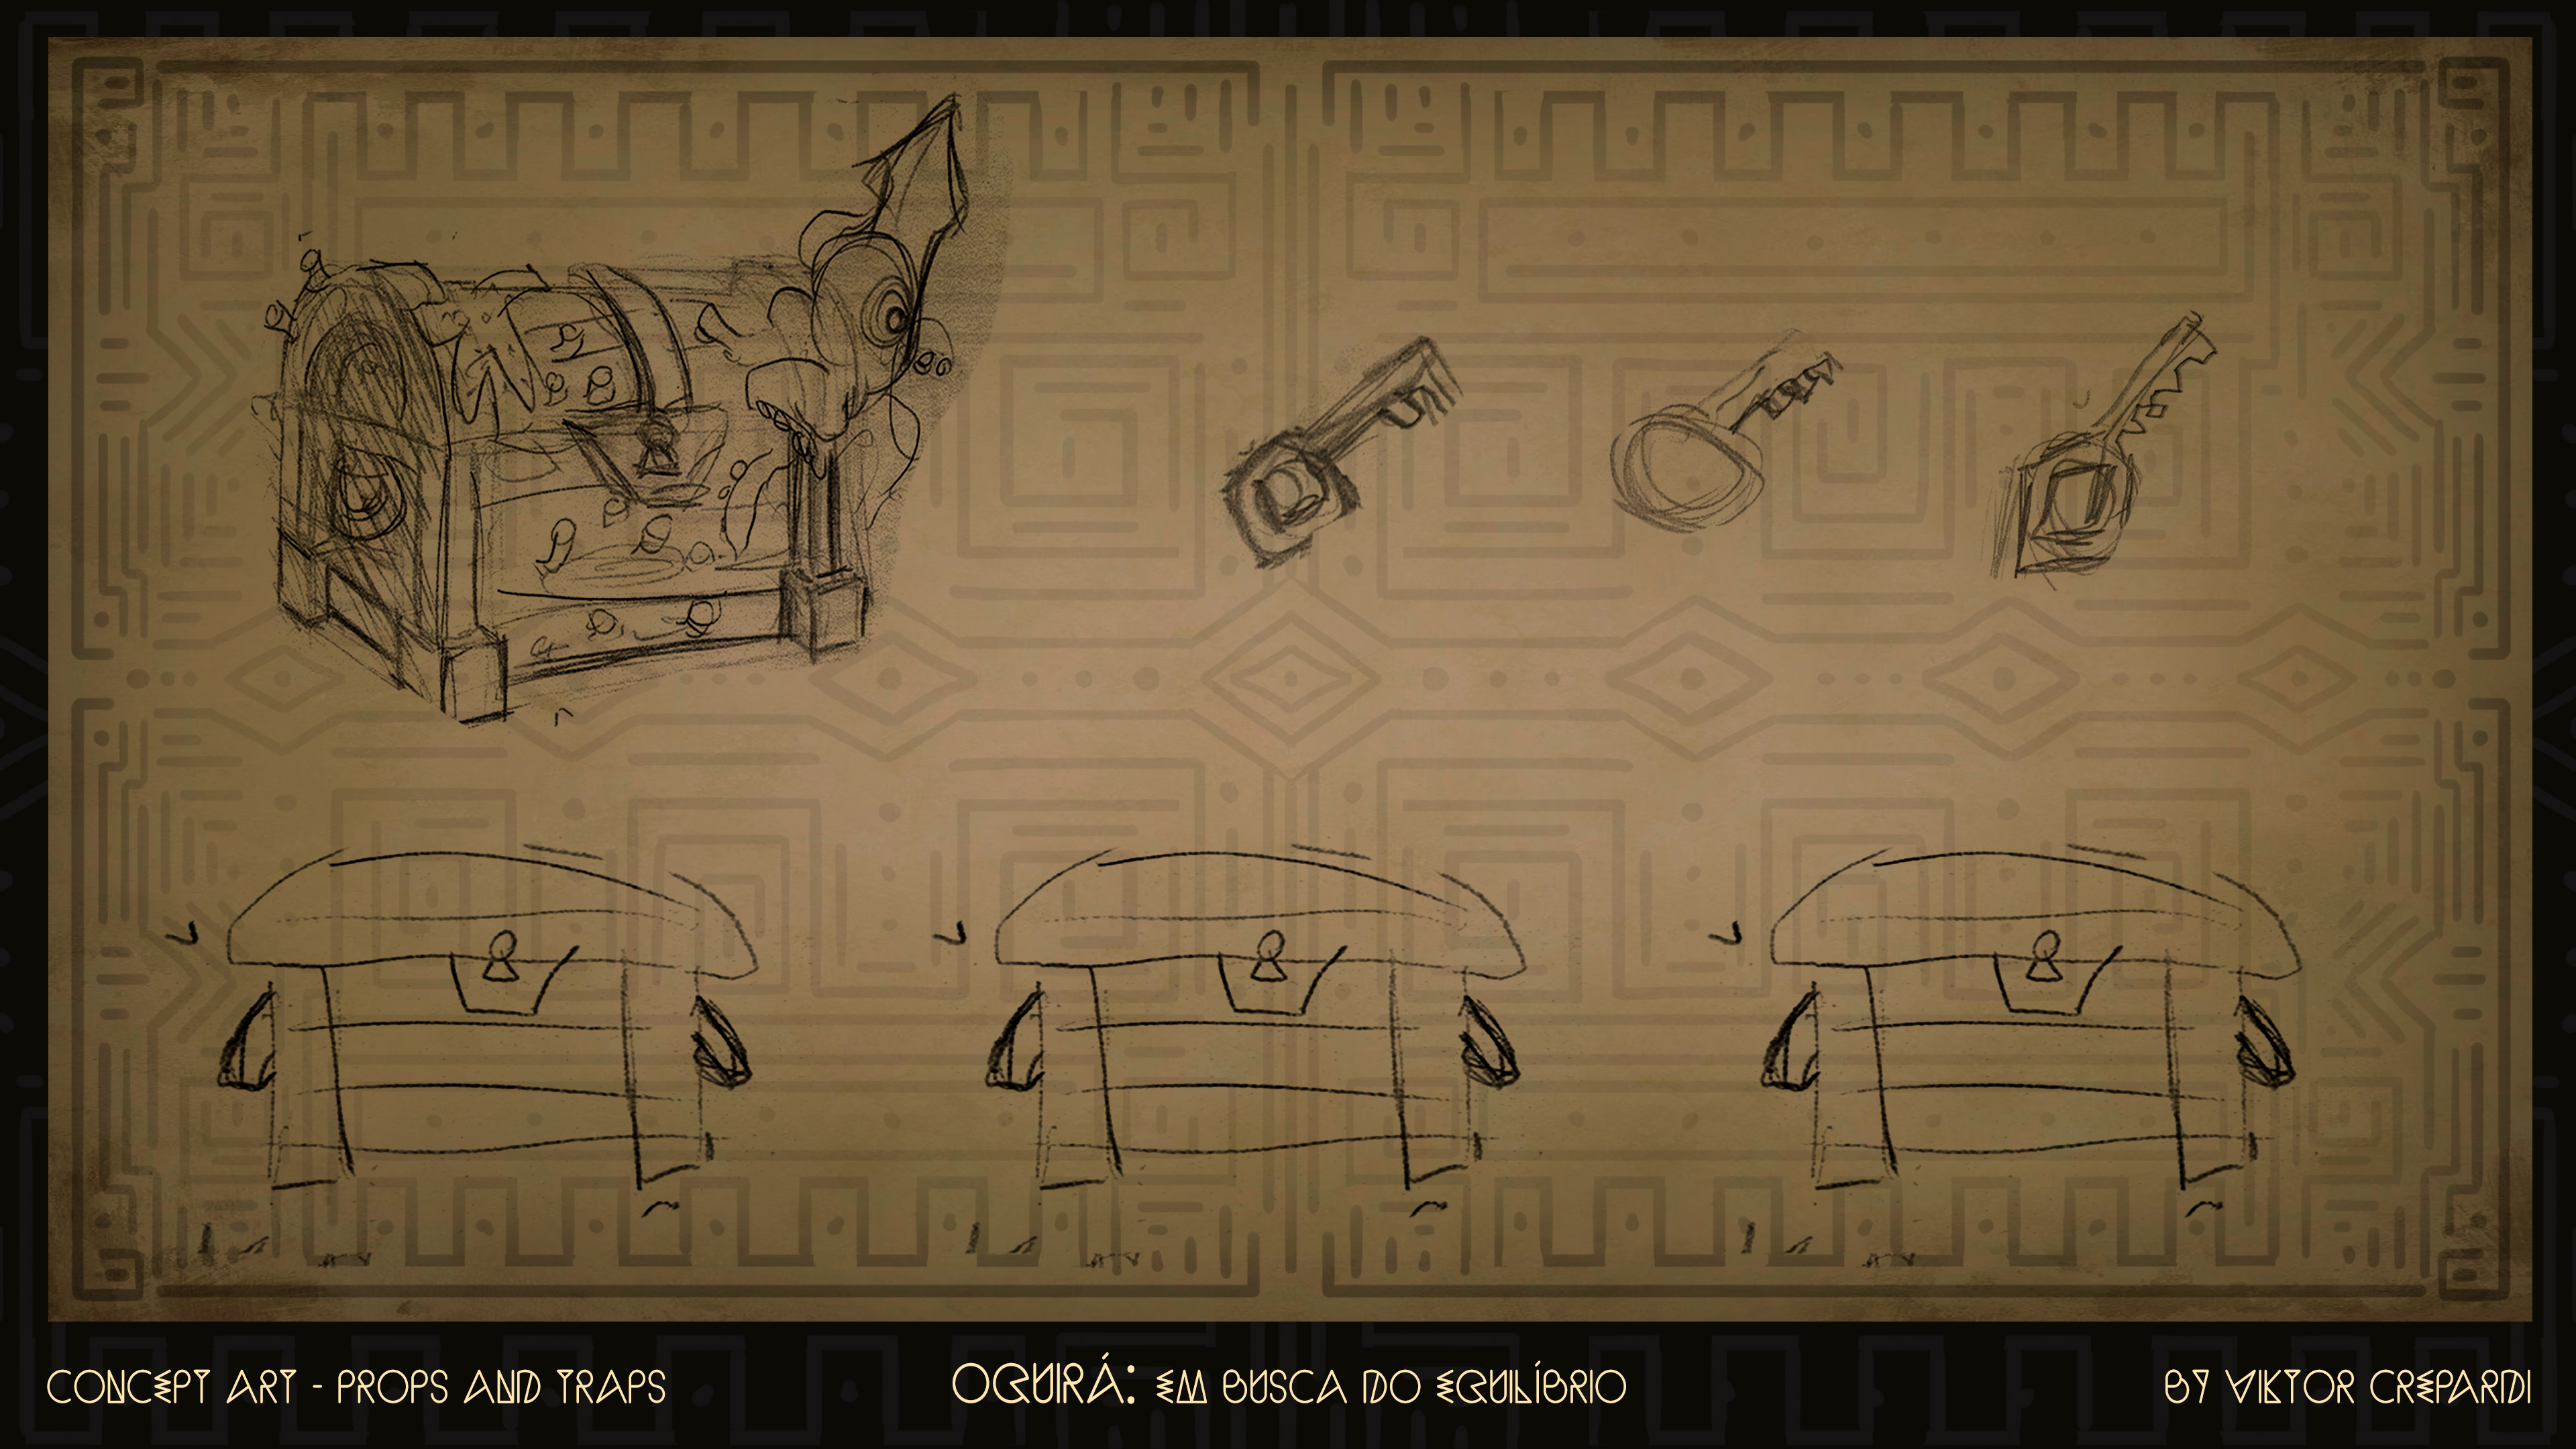 CONCEPT ART - PROPS AND TRAPS
OQUIRÁ: EM BUSCA DO EQUILÍBRIO
BY VIKTOR CREPARDI